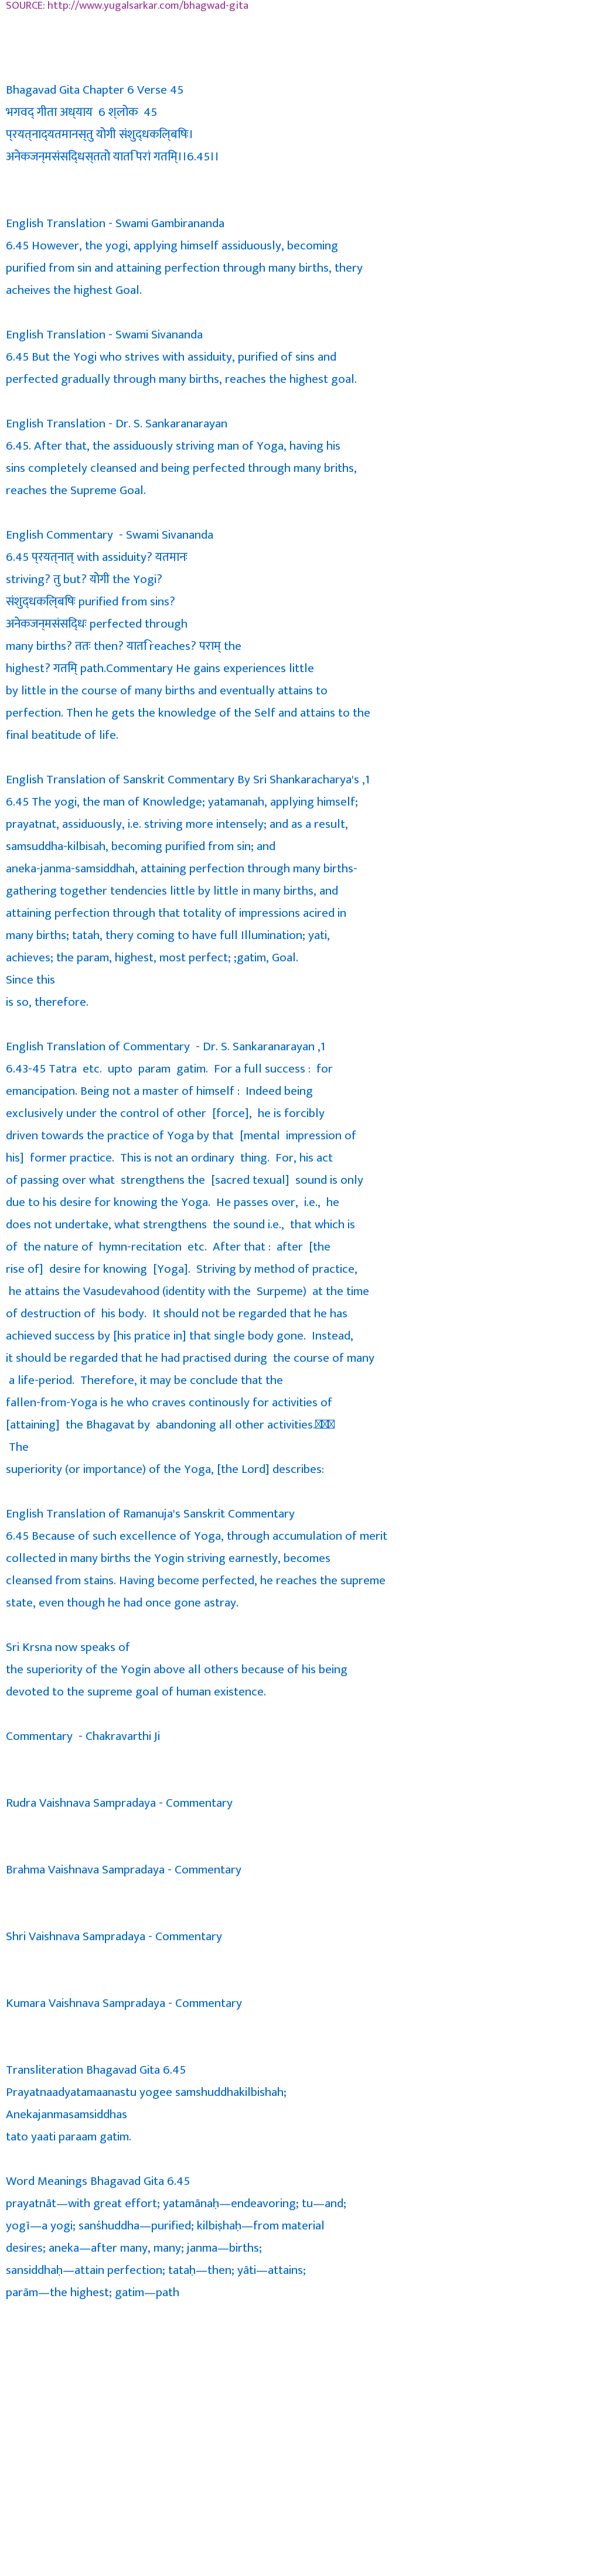 SOURCE: http://www.yugalsarkar.com/bhagwad-gita
Bhagavad Gita Chapter 6 Verse 45
भगवद् गीता अध्याय 6 श्लोक 45
प्रयत्नाद्यतमानस्तु योगी संशुद्धकिल्बिषः।
अनेकजन्मसंसिद्धस्ततो याति परां गतिम्।।6.45।।
English Translation - Swami Gambirananda
6.45 However, the yogi, applying himself assiduously, becoming
purified from sin and attaining perfection through many births, thery
acheives the highest Goal.
English Translation - Swami Sivananda
6.45 But the Yogi who strives with assiduity, purified of sins and
perfected gradually through many births, reaches the highest goal.
English Translation - Dr. S. Sankaranarayan
6.45. After that, the assiduously striving man of Yoga, having his
sins completely cleansed and being perfected through many briths,
reaches the Supreme Goal.
English Commentary - Swami Sivananda
6.45 प्रयत्नात् with assiduity? यतमानः
striving? तु but? योगी the Yogi?
संशुद्धकिल्बिषः purified from sins?
अनेकजन्मसंसिद्धः perfected through
many births? ततः then? याति reaches? पराम् the
highest? गतिम् path.Commentary He gains experiences little
by little in the course of many births and eventually attains to
perfection. Then he gets the knowledge of the Self and attains to the
final beatitude of life.
English Translation of Sanskrit Commentary By Sri Shankaracharya's ,1
6.45 The yogi, the man of Knowledge; yatamanah, applying himself;
prayatnat, assiduously, i.e. striving more intensely; and as a result,
samsuddha-kilbisah, becoming purified from sin; and
aneka-janma-samsiddhah, attaining perfection through many births-
gathering together tendencies little by little in many births, and
attaining perfection through that totality of impressions acired in
many births; tatah, thery coming to have full Illumination; yati,
achieves; the param, highest, most perfect; ;gatim, Goal.
Since this
is so, therefore.
English Translation of Commentary - Dr. S. Sankaranarayan ,1
6.43-45 Tatra etc. upto param gatim. For a full success : for
emancipation. Being not a master of himself : Indeed being
exclusively under the control of other [force], he is forcibly
driven towards the practice of Yoga by that [mental impression of
his] former practice. This is not an ordinary thing. For, his act
of passing over what strengthens the [sacred texual] sound is only
due to his desire for knowing the Yoga. He passes over, i.e., he
does not undertake, what strengthens the sound i.e., that which is
of the nature of hymn-recitation etc. After that : after [the
rise of] desire for knowing [Yoga]. Striving by method of practice,
he attains the Vasudevahood (identity with the Surpeme) at the time
of destruction of his body. It should not be regarded that he has
achieved success by [his pratice in] that single body gone. Instead,
it should be regarded that he had practised during the course of many
a life-period. Therefore, it may be conclude that the
fallen-from-Yoga is he who craves continously for activities of
[attaining] the Bhagavat by abandoning all other activities.
The
superiority (or importance) of the Yoga, [the Lord] describes:
English Translation of Ramanuja's Sanskrit Commentary
6.45 Because of such excellence of Yoga, through accumulation of merit
collected in many births the Yogin striving earnestly, becomes
cleansed from stains. Having become perfected, he reaches the supreme
state, even though he had once gone astray.
Sri Krsna now speaks of
the superiority of the Yogin above all others because of his being
devoted to the supreme goal of human existence.
Commentary - Chakravarthi Ji
Rudra Vaishnava Sampradaya - Commentary
Brahma Vaishnava Sampradaya - Commentary
Shri Vaishnava Sampradaya - Commentary
Kumara Vaishnava Sampradaya - Commentary
Transliteration Bhagavad Gita 6.45
Prayatnaadyatamaanastu yogee samshuddhakilbishah;
Anekajanmasamsiddhas
tato yaati paraam gatim.
Word Meanings Bhagavad Gita 6.45
prayatnāt—with great effort; yatamānaḥ—endeavoring; tu—and;
yogī—a yogi; sanśhuddha—purified; kilbiṣhaḥ—from material
desires; aneka—after many, many; janma—births;
sansiddhaḥ—attain perfection; tataḥ—then; yāti—attains;
parām—the highest; gatim—path